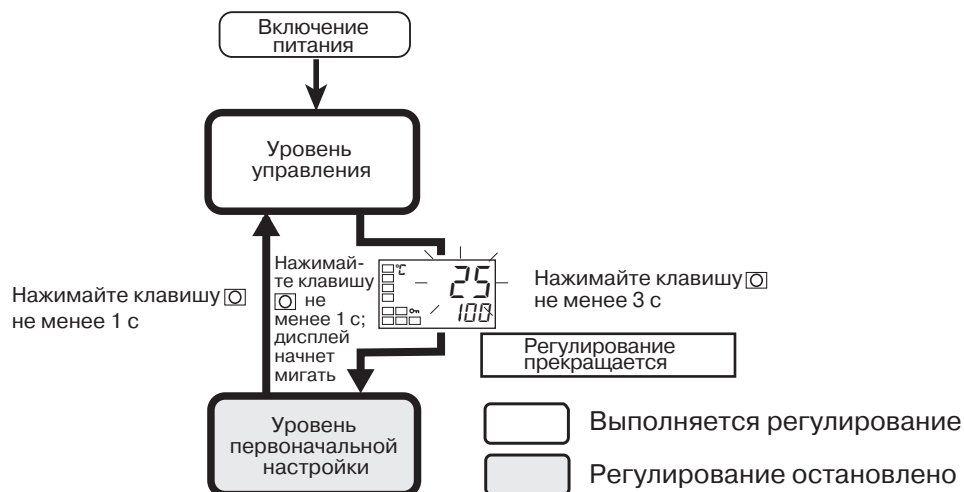 Включение
питания
Уровень
управления
Нажимайте клавишу
не менее 1 с
Нажимай-
те клавишу
не
менее 1 с;
дисплей
начнет
мигать
°C
25
100
Нажимайте клавишу
не менее 3 с
Регулирование
прекращается
Уровень
первоначальной
настройки
Выполняется регулирование
Регулирование остановлено